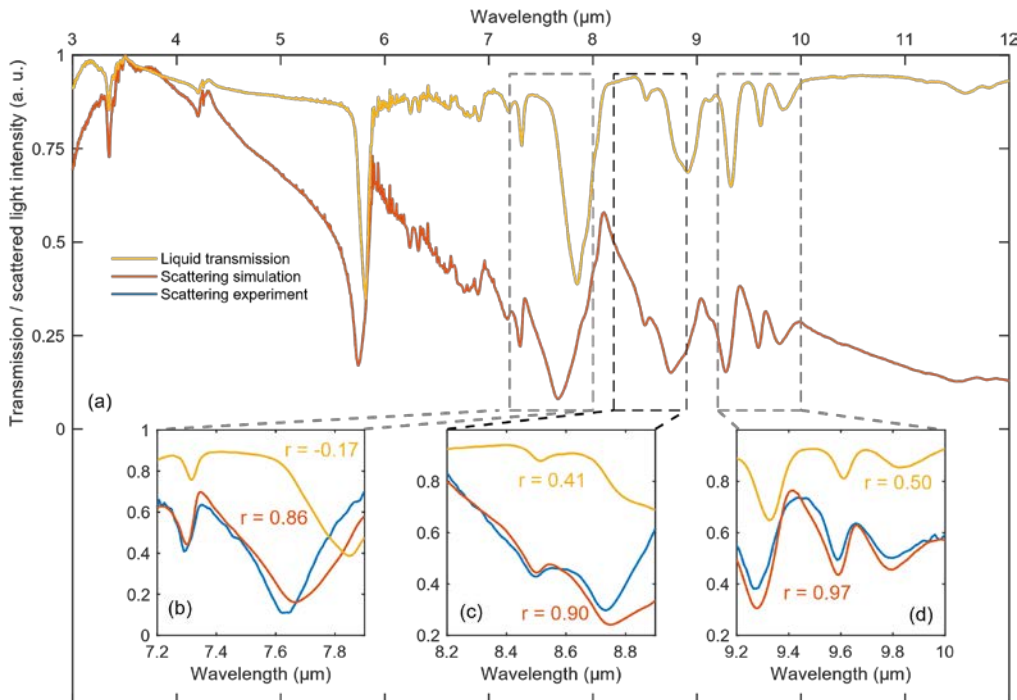 Wavelength (µm)
3 4 5 6 7 8 9 10 11 12
Transmission / scattered light intensity (a. u.)
1
0.75
0.5
0.25
0
Liquid transmission
Scattering simulation
Scattering experiment
(a)
1
0.8
0.6
0.4
0.2
0
r = -0.17
r = 0.86
(b)
7.2 7.4 7.6 7.8
Wavelength (µm)
0.8
0.6
0.4
0.2
r = 0.41
(c)
r = 0.90
8.2 8.4 8.6 8.8
Wavelength (µm)
0.8
0.6
0.4
0.2
r = 0.50
r = 0.97
(d)
9.2 9.4 9.6 9.8 10
Wavelength (µm)